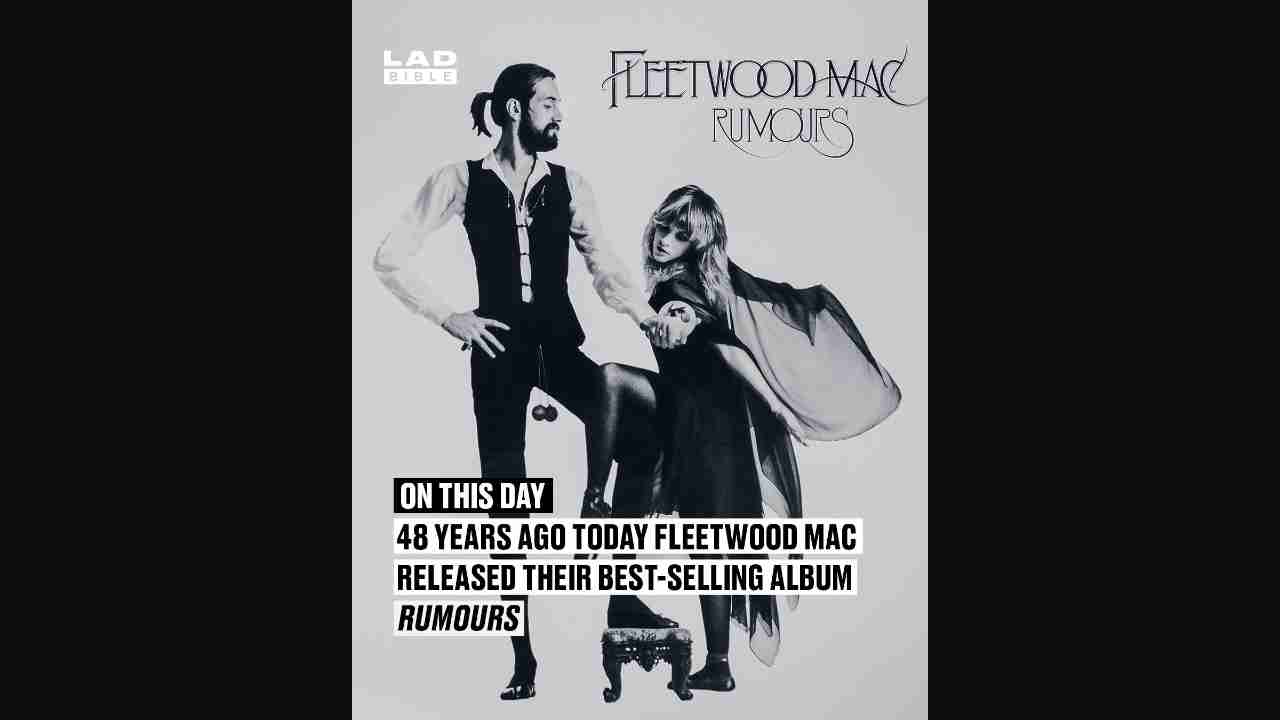 LAD
BIBLE
FLEETWOOD MAC
RUMOURS
ON THIS DAY
48 YEARS AGO TODAY FLEETWOOD MAC
RELEASED THEIR BEST-SELLING ALBUM
RUMOURS